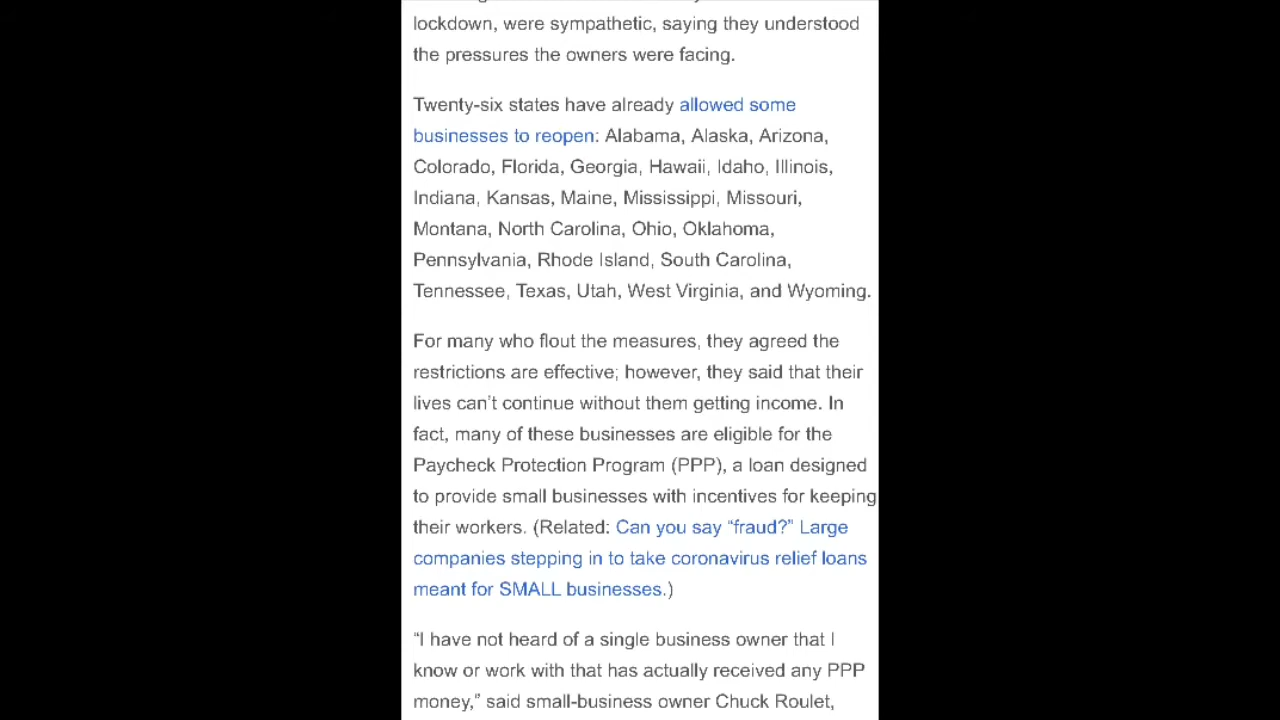 lockdown, were sympathetic, saying they understood
the pressures the owners were facing.
Twenty-six states have already allowed some
businesses to reopen: Alabama, Alaska, Arizona,
Colorado, Florida, Georgia, Hawaii, Idaho, Illinois,
Indiana, Kansas, Maine, Mississippi, Missouri,
Montana, North Carolina, Ohio, Oklahoma,
Pennsylvania, Rhode Island, South Carolina,
Tennessee, Texas, Utah, West Virginia, and Wyoming.
For many who flout the measures, they agreed the
restrictions are effective; however, they said that their
lives can’t continue without them getting income. In
fact, many of these businesses are eligible for the
Paycheck Protection Program (PPP), a loan designed
to provide small businesses with incentives for keeping
their workers. (Related: Can you say “fraud?” Large
companies stepping in to take coronavirus relief loans
meant for SMALL businesses.)
“I have not heard of a single business owner that I
know or work with that has actually received any PPP
money,” said small-business owner Chuck Roulet,